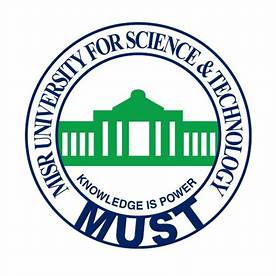 MISR UNIVERSITY FOR SCIENCE & TECHNOLOGY
KNOWLEDGE IS POWER
MUST